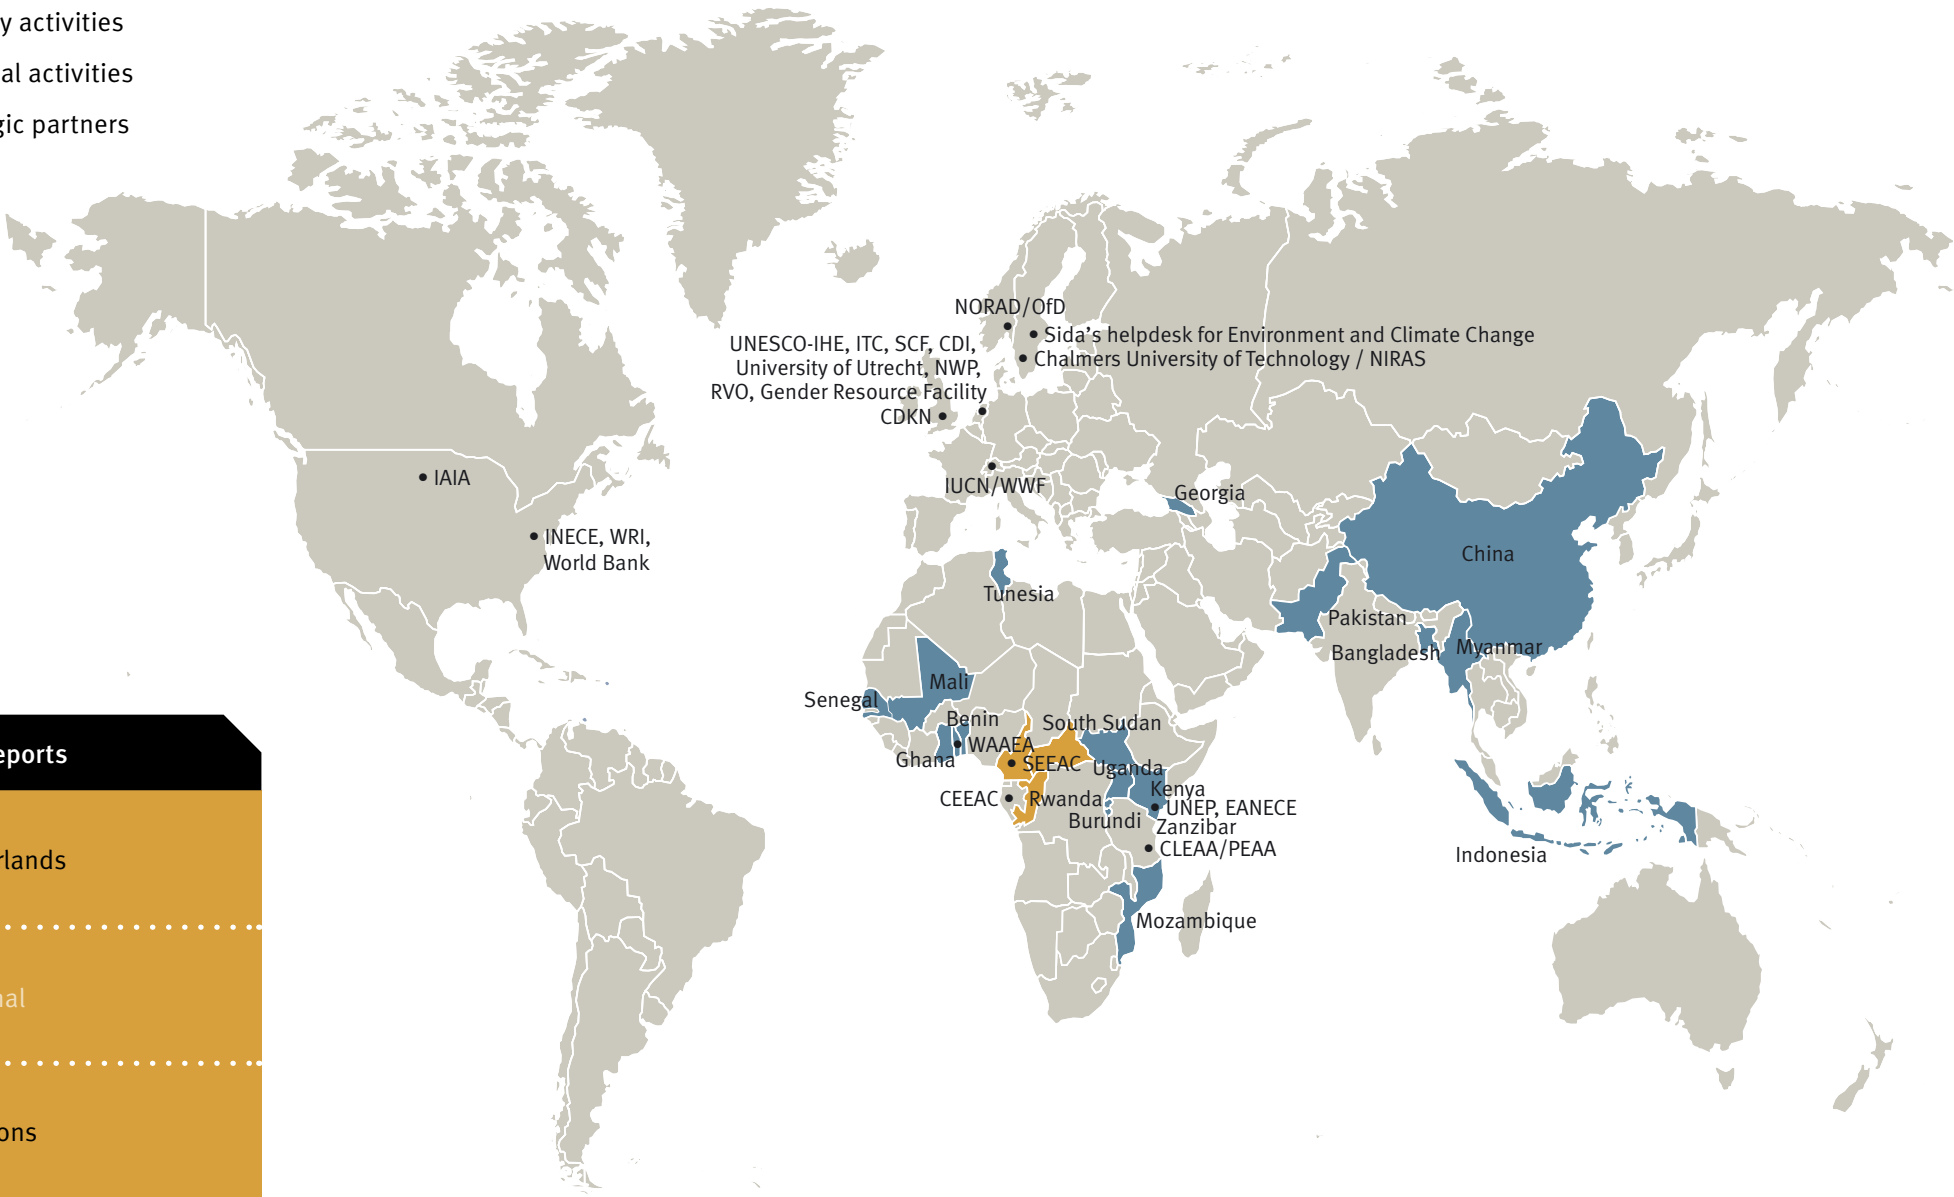 y activities
al activities
gic partners
NORAD/OfD
Sida's helpdesk for Environment and Climate Change
Chalmers University of Technology / NIRAS
UNESCO-IHE, ITC, SCF, CDI,
University of Utrecht, NWP,
RVO, Gender Resource Facility
CDKN
IUCN/WWF
IAIA
INECE, WRI,
World Bank
Georgia
China
Tunesia
Pakistan
Bangladesh
Myanmar
Mali
Senegal
Benin
South Sudan
WAAEA
Ghana
SEEAC
Uganda
CEEAC
Rwanda
Kenya
UNEP, EANECE
Burundi
Zanzibar
CLEAA/PEAA
Indonesia
Mozambique
eports
rlands
nal
ons